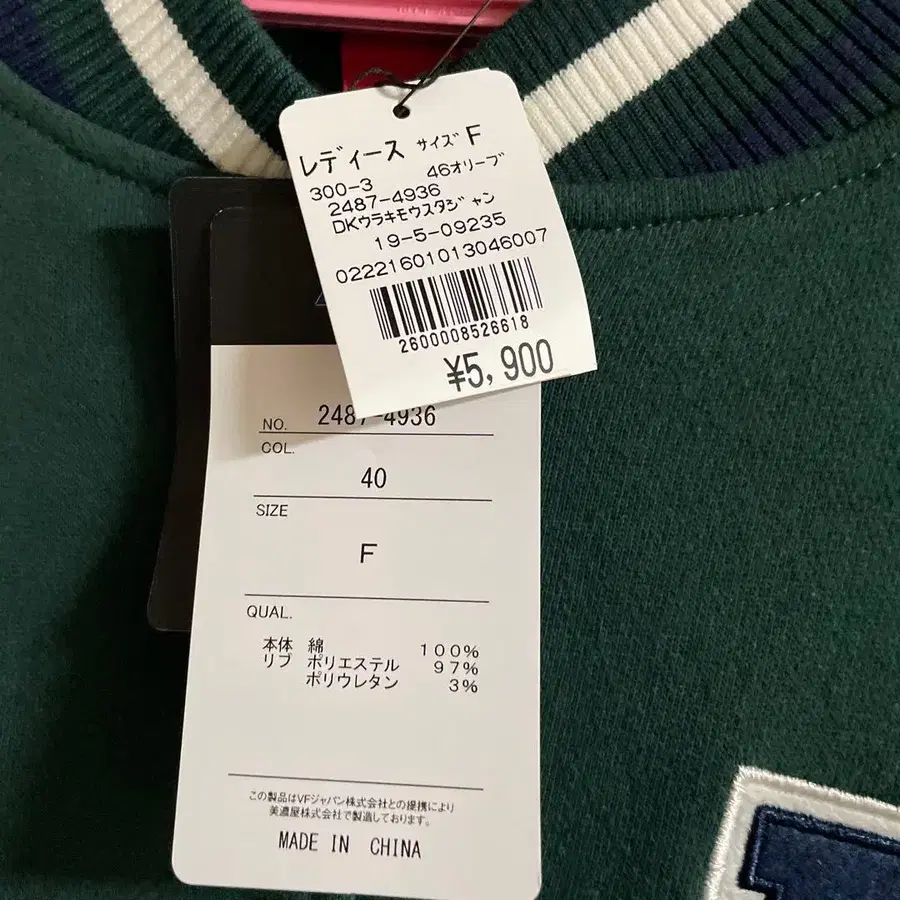 レディース サイズ F
300-3 46オリーブ
2487-4936
DKウラキモウスタジャン
19-5-09235
02221601013046007
2600008526618
¥5,900
NO. 2487-4936
COL.
40
SIZE
F
QUAL.
本体 綿 100%
リブ ポリエステル 97%
ポリウレタン 3%
この製品はVFジャパン株式会社との提携により
美濃屋株式会社で製造しております。
MADE IN CHINA